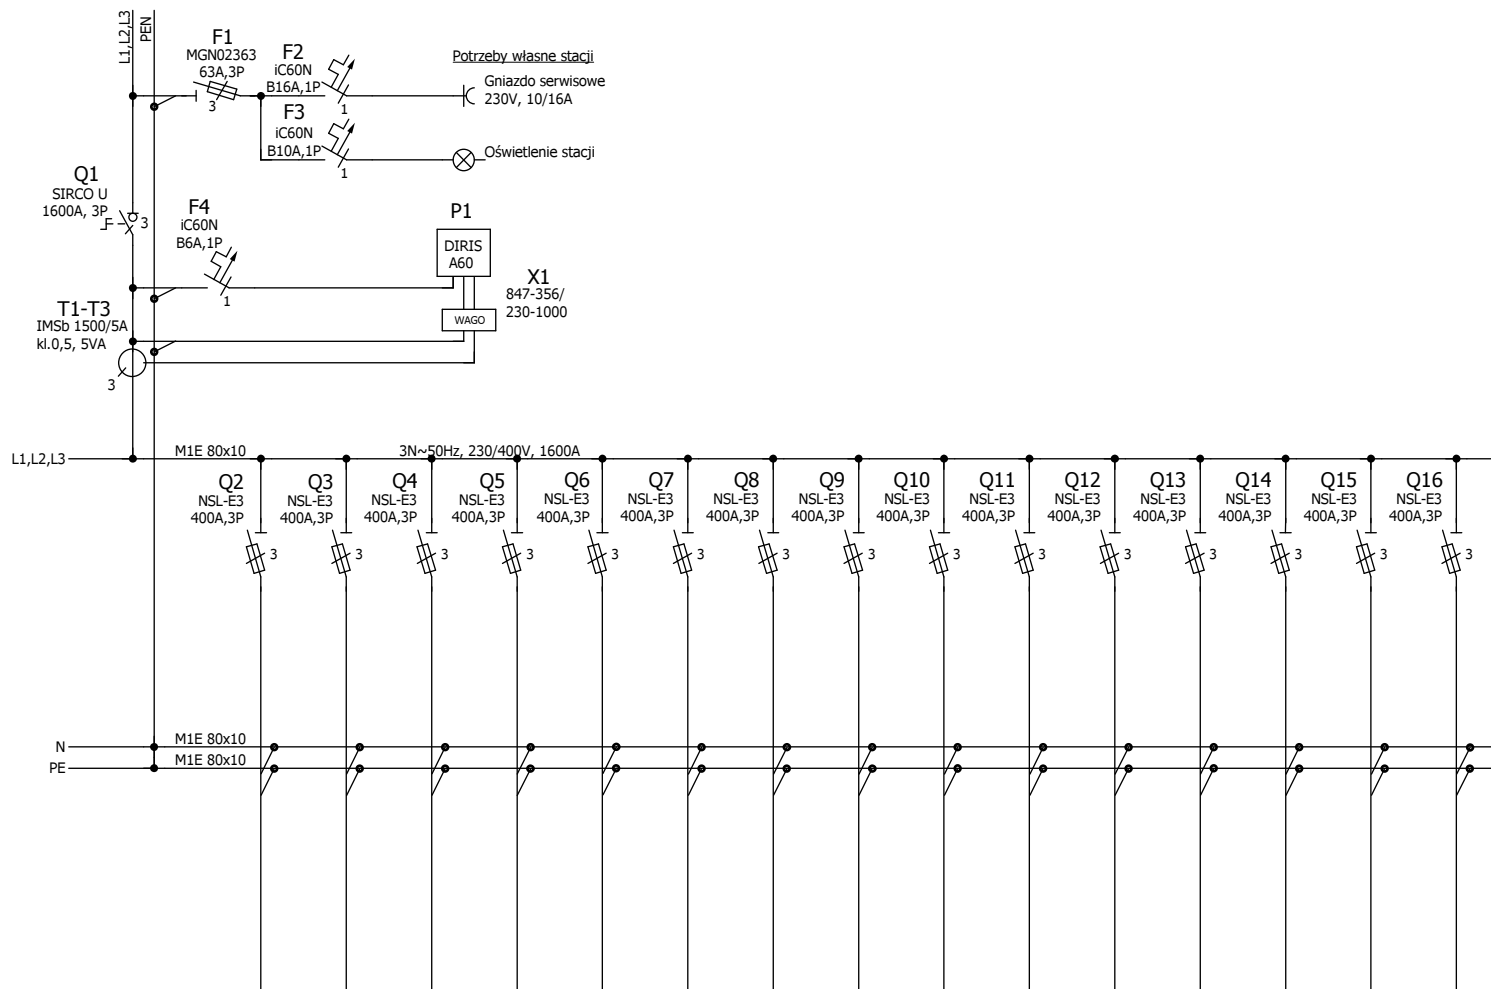 L1,L2,L3
PEN
F1
MGN02363
63A,3P
3
F2
iC60N
B16A,1P
1
Potrzeby własne stacji
Gniazdo serwisowe
230V, 10/16A
F3
iC60N
B10A,1P
1
Oświetlenie stacji
Q1
SIRCO U
1600A, 3P
3
F4
iC60N
B6A,1P
1
P1
DIRIS
A60
X1
847-356/
230-1000
WAGO
T1-T3
IMSb 1500/5A
kl.0,5, 5VA
3
L1,L2,L3
M1E 80x10
3N~50Hz, 230/400V, 1600A
Q2
NSL-E3
400A,3P
3
Q3
NSL-E3
400A,3P
3
Q4
NSL-E3
400A,3P
3
Q5
NSL-E3
400A,3P
3
Q6
NSL-E3
400A,3P
3
Q7
NSL-E3
400A,3P
3
Q8
NSL-E3
400A,3P
3
Q9
NSL-E3
400A,3P
3
Q10
NSL-E3
400A,3P
3
Q11
NSL-E3
400A,3P
3
Q12
NSL-E3
400A,3P
3
Q13
NSL-E3
400A,3P
3
Q14
NSL-E3
400A,3P
3
Q15
NSL-E3
400A,3P
3
Q16
NSL-E3
400A,3P
3
N
M1E 80x10
PE
M1E 80x10